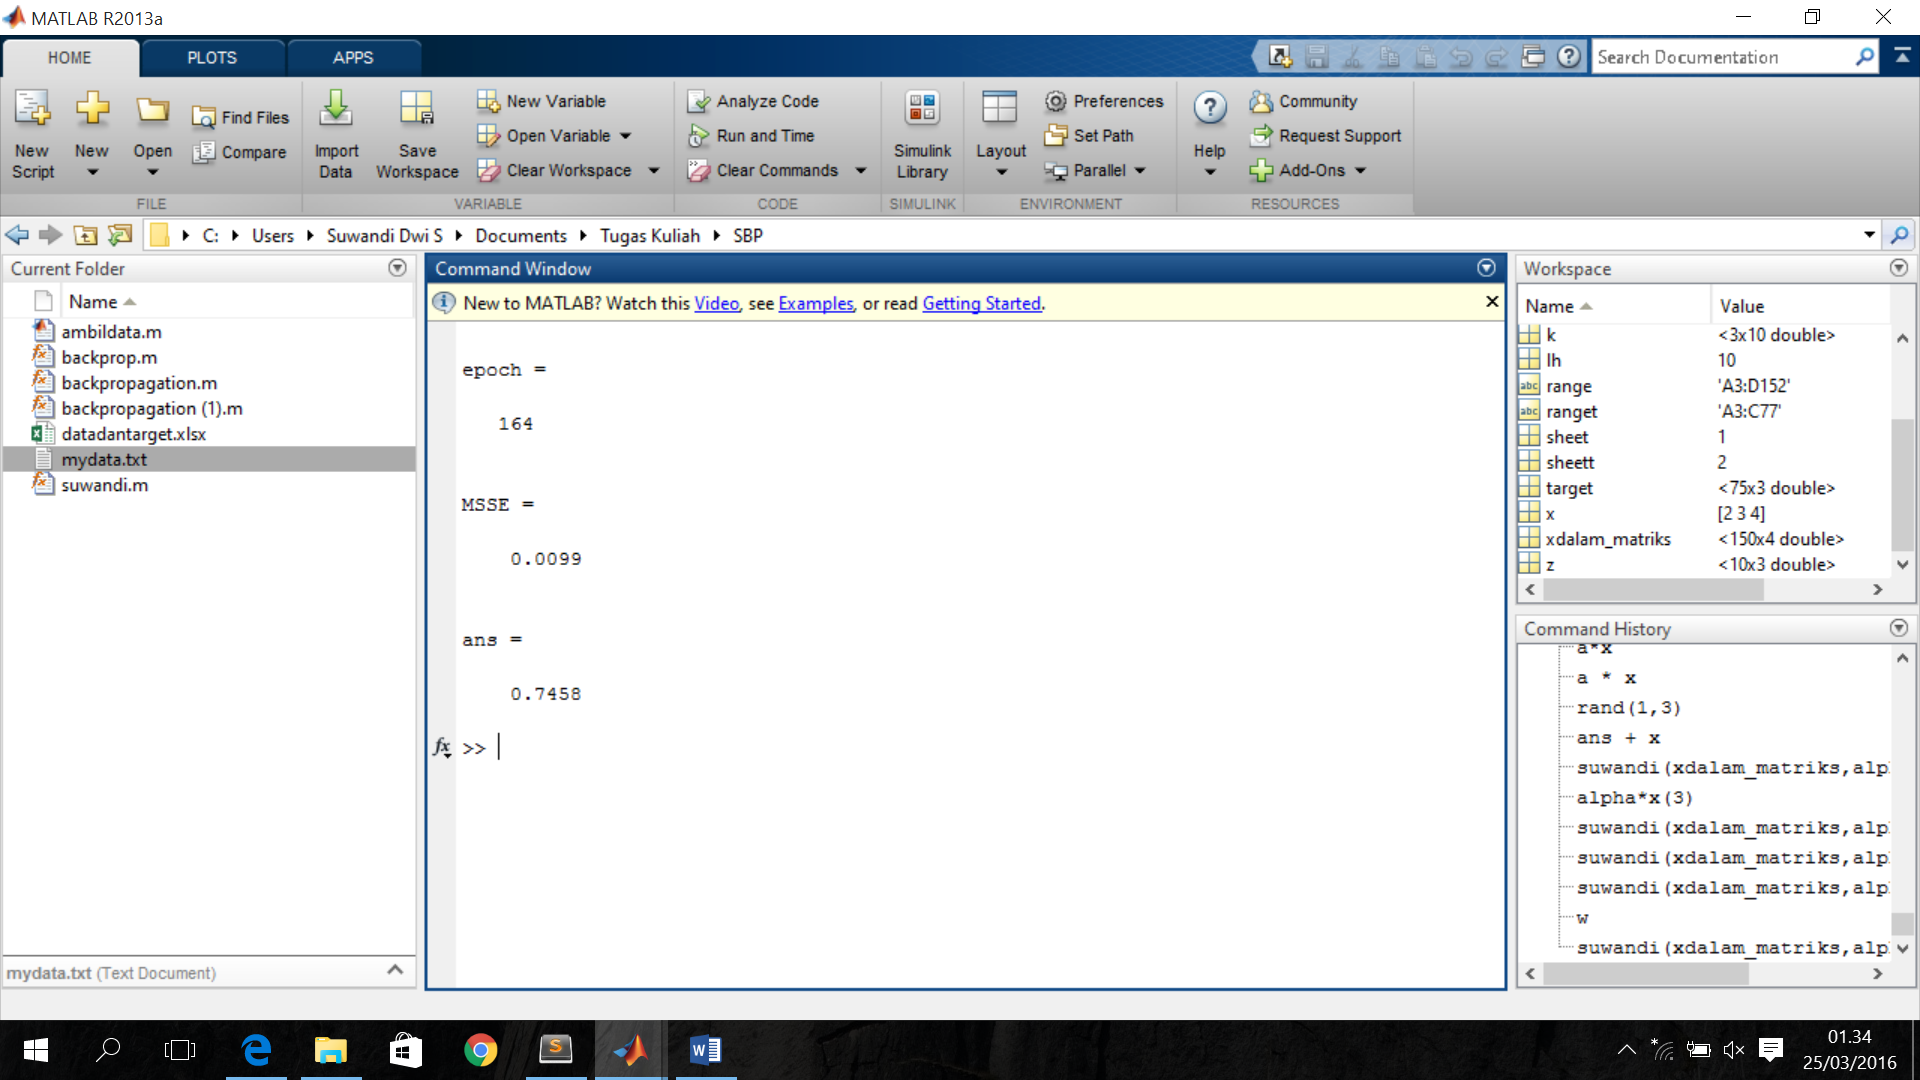 MATLAB R2013a
HOME
PLOTS
APPS
Search Documentation
New Script
New
Open
Find Files
Compare
FILE
Import Data
Save Workspace
New Variable
Open Variable
Clear Workspace
VARIABLE
Analyze Code
Run and Time
Clear Commands
CODE
Simulink Library
SIMULINK
Layout
Preferences
Set Path
Parallel
ENVIRONMENT
Help
Community
Request Support
Add-Ons
RESOURCES
C: Users Suwandi Dwi S Documents Tugas Kuliah SBP
Current Folder
Name
ambildata.m
backprop.m
backpropagation.m
backpropagation (1).m
datadantarget.xlsx
mydata.txt
suwandi.m
mydata.txt (Text Document)
Command Window
New to MATLAB? Watch this Video, see Examples, or read Getting Started.
epoch =
164
MSSE =
0.0099
ans =
0.7458
fx >>
Workspace
Name Value
k <3x10 double>
lh 10
abc range 'A3:D152'
abc ranget 'A3:C77'
sheet 1
sheett 2
target <75x3 double>
x [2 3 4]
xdalam_matriks <150x4 double>
z <10x3 double>
Command History
a*x
a * x
rand(1,3)
ans + x
suwandi(xdalam_matriks,alp
alpha*x(3)
suwandi(xdalam_matriks,alp
suwandi(xdalam_matriks,alp
suwandi(xdalam_matriks,alp
w
suwandi(xdalam_matriks,alp
01.34
25/03/2016